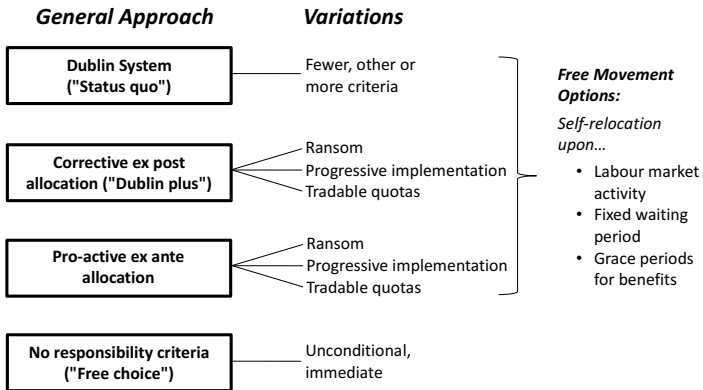 General Approach
Variations
Dublin System
("Status quo")
Fewer, other or
more criteria
Corrective ex post
allocation ("Dublin plus")
Ransom
Progressive implementation
Tradable quotas
Pro-active ex ante
allocation
Ransom
Progressive implementation
Tradable quotas
No responsibility criteria
("Free choice")
Unconditional,
immediate
Free Movement
Options:
Self-relocation
upon...
• Labour market
activity
• Fixed waiting
period
• Grace periods
for benefits